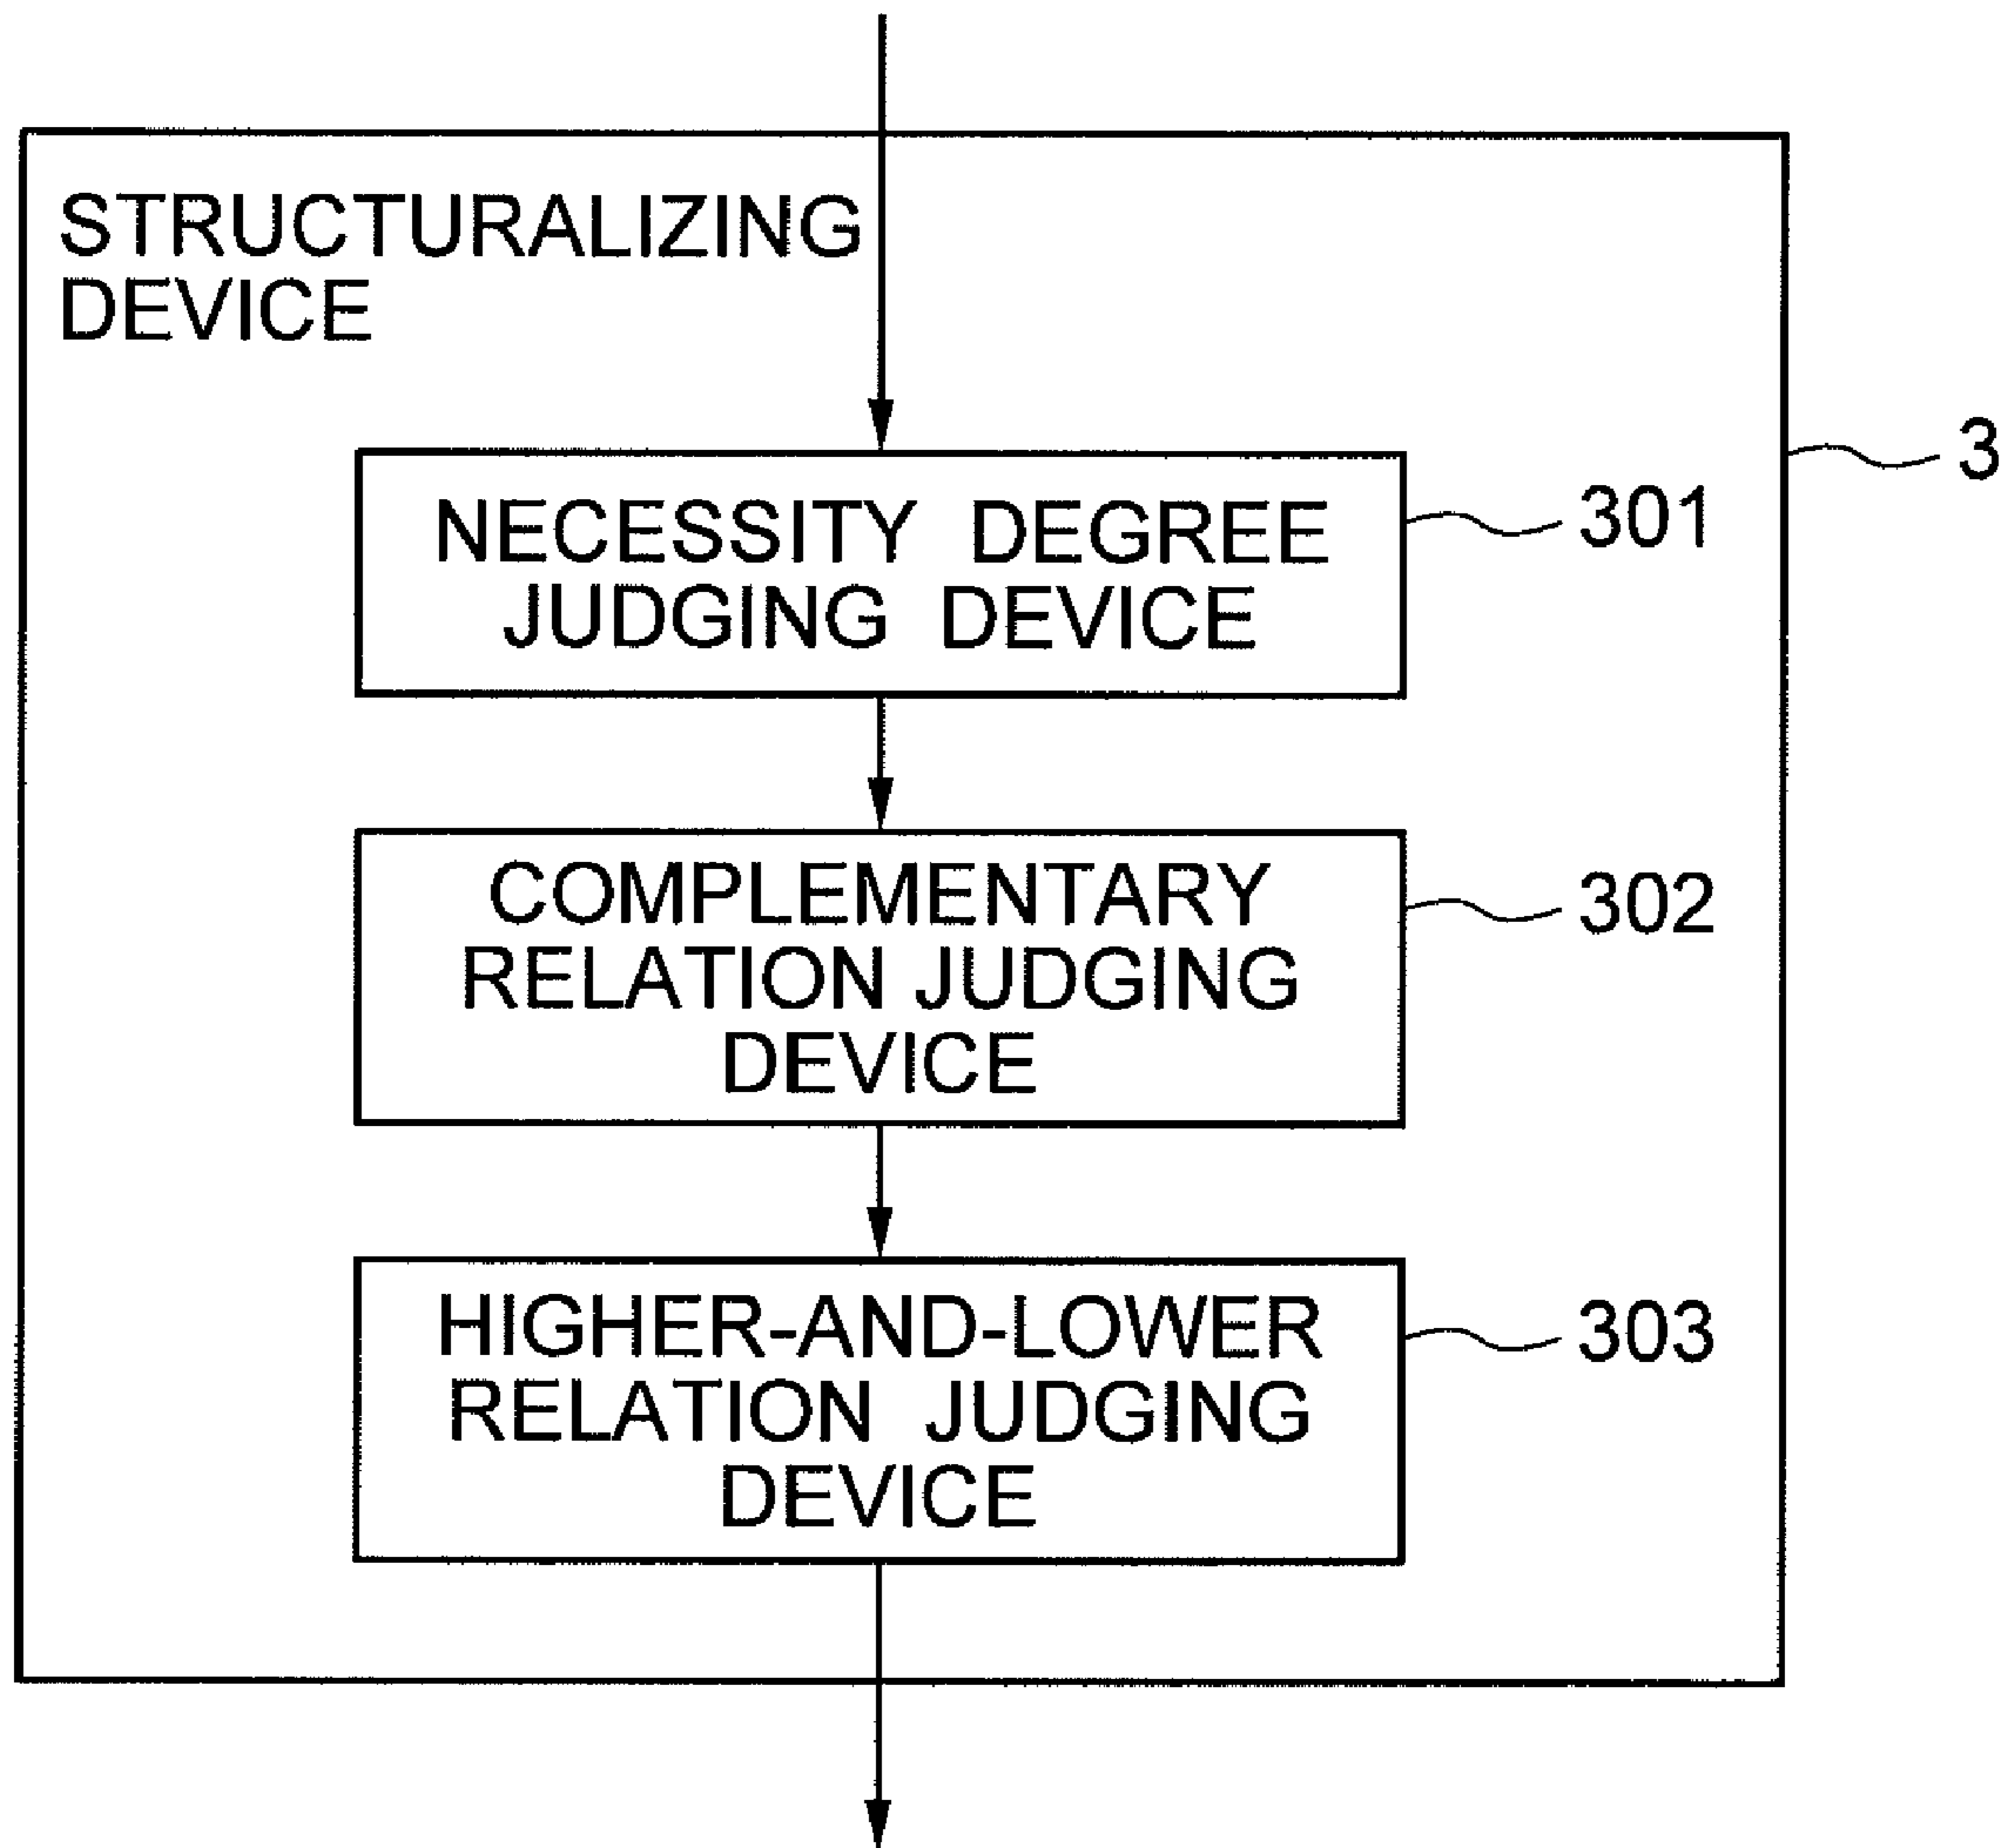 STRUCTURALIZING
DEVICE
3
NECESSITY DEGREE
JUDGING DEVICE
301
COMPLEMENTARY
RELATION JUDGING
DEVICE
302
HIGHER-AND-LOWER
RELATION JUDGING
DEVICE
303